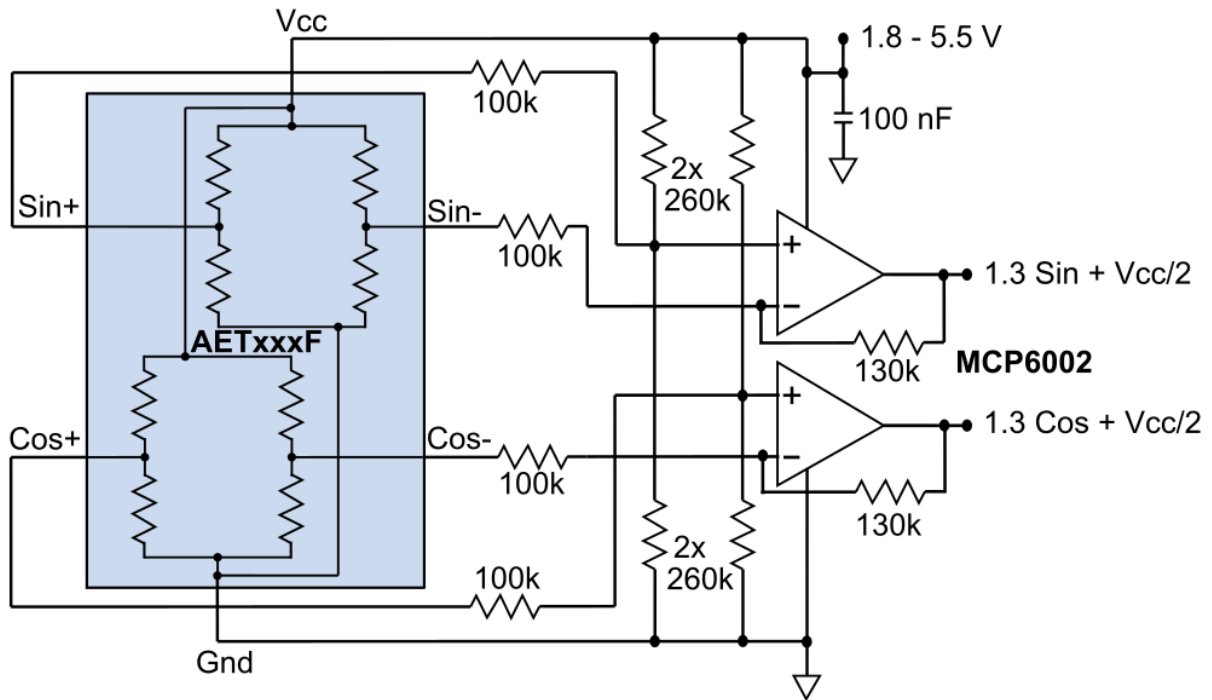 Vcc
1.8 - 5.5 V
100k
100 nF
2x
260k
Sin+
Sin-
100k
+
−
1.3 Sin + Vcc/2
AETxxxF
130k
MCP6002
+
−
1.3 Cos + Vcc/2
Cos+
Cos-
100k
130k
2x
260k
100k
Gnd